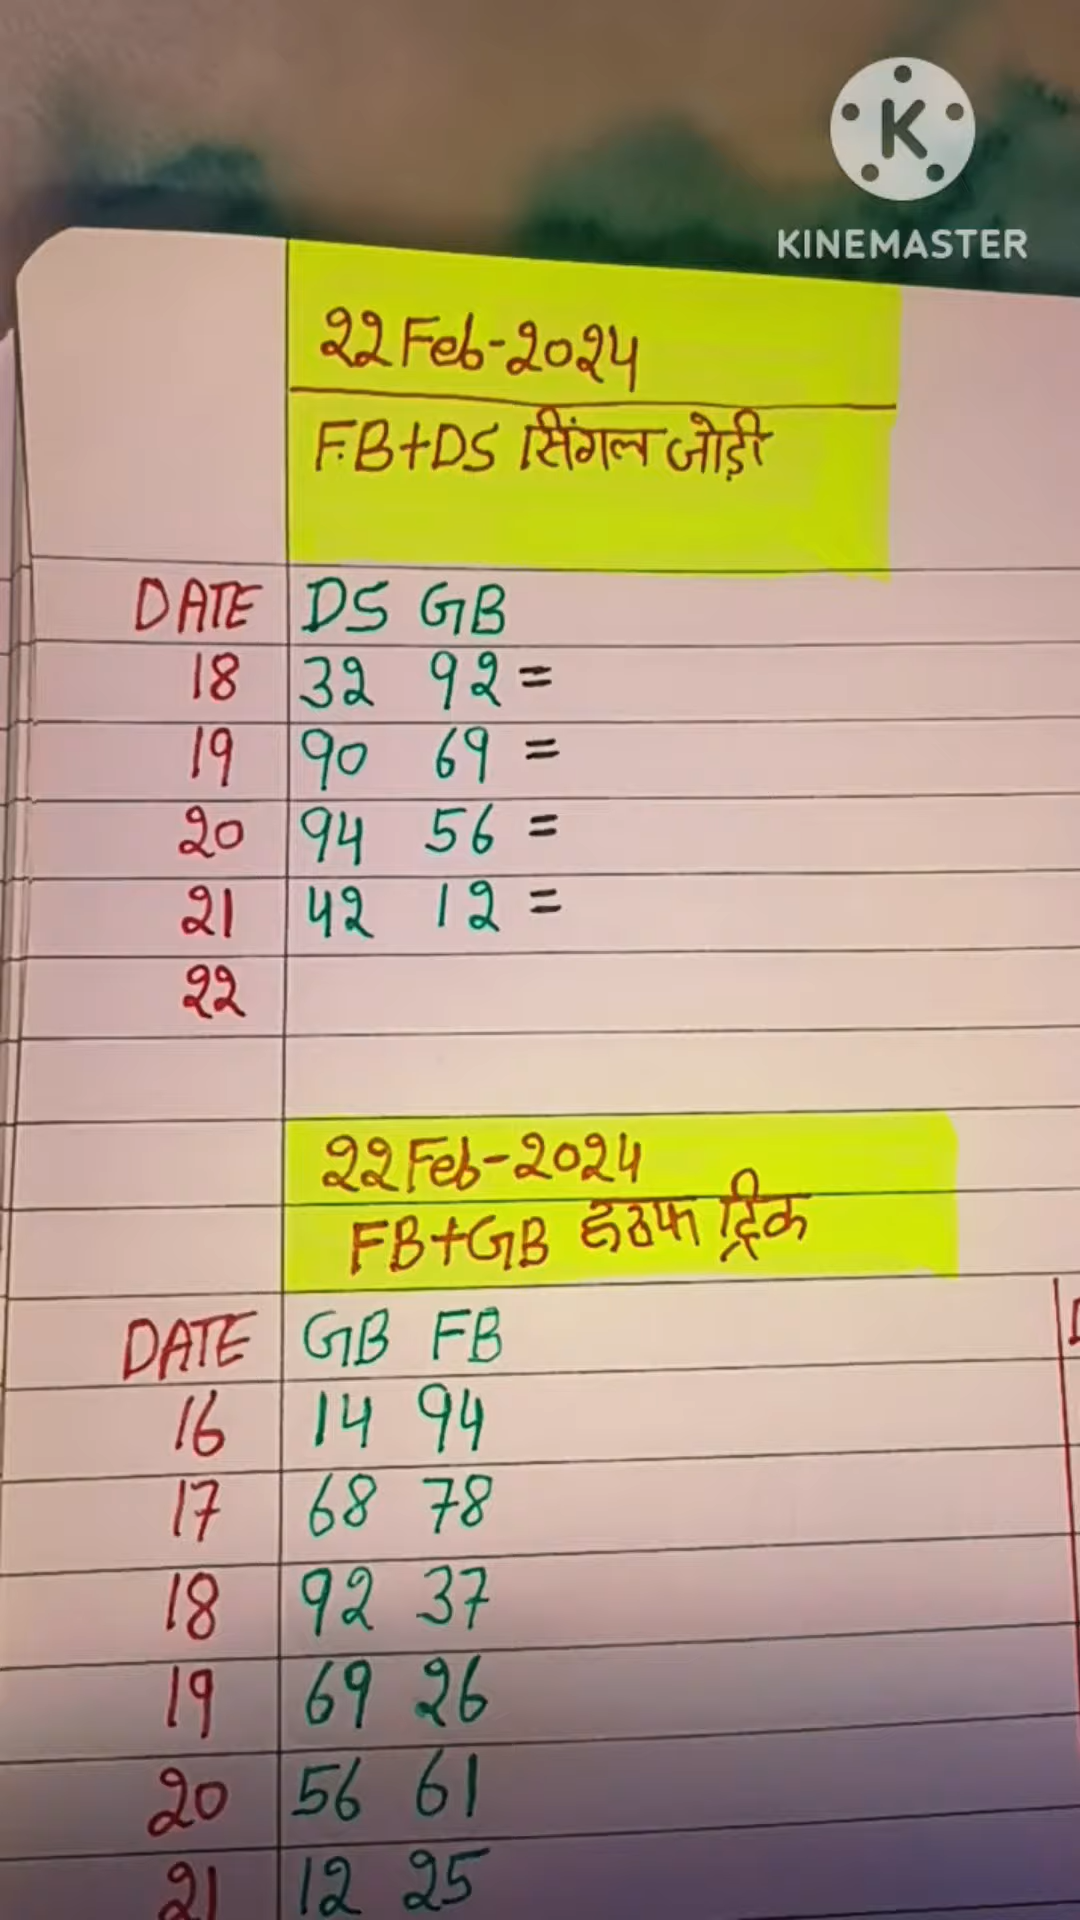 K
KINEMASTER
22 Feb-2024
F.B+DS सिंगल जोड़ी
DATE DS GB
18 32 92 =
19 90 69 =
20 94 56 =
21 42 12 =
22
22 Feb-2024
FB+GB हरुफ ट्रिक
DATE GB FB
16 14 94
17 68 78
18 92 37
19 69 26
20 56 61
21 12 25